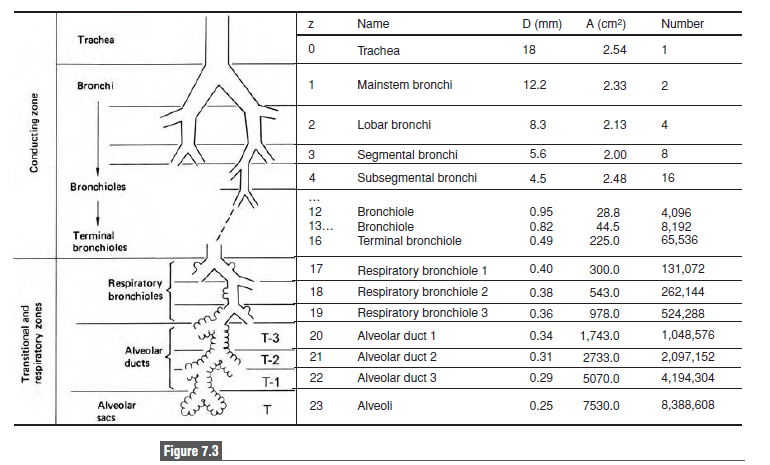 z Name D (mm) A (cm²) Number
Trachea
0 Trachea 18 2.54 1
Conducting zone
Bronchi
1 Mainstem bronchi 12.2 2.33 2
2 Lobar bronchi 8.3 2.13 4
3 Segmental bronchi 5.6 2.00 8
Bronchioles
4 Subsegmental bronchi 4.5 2.48 16
...
12 Bronchiole 0.95 28.8 4,096
13... Bronchiole 0.82 44.5 8,192
Terminal
bronchioles
16 Terminal bronchiole 0.49 225.0 65,536
Transitional and
respiratory zones
Respiratory
bronchioles
17 Respiratory bronchiole 1 0.40 300.0 131,072
18 Respiratory bronchiole 2 0.38 543.0 262,144
19 Respiratory bronchiole 3 0.36 978.0 524,288
Alveolar
ducts
T-3 20 Alveolar duct 1 0.34 1,743.0 1,048,576
T-2 21 Alveolar duct 2 0.31 2733.0 2,097,152
T-1 22 Alveolar duct 3 0.29 5070.0 4,194,304
Alveolar
sacs
T 23 Alveoli 0.25 7530.0 8,388,608
Figure 7.3